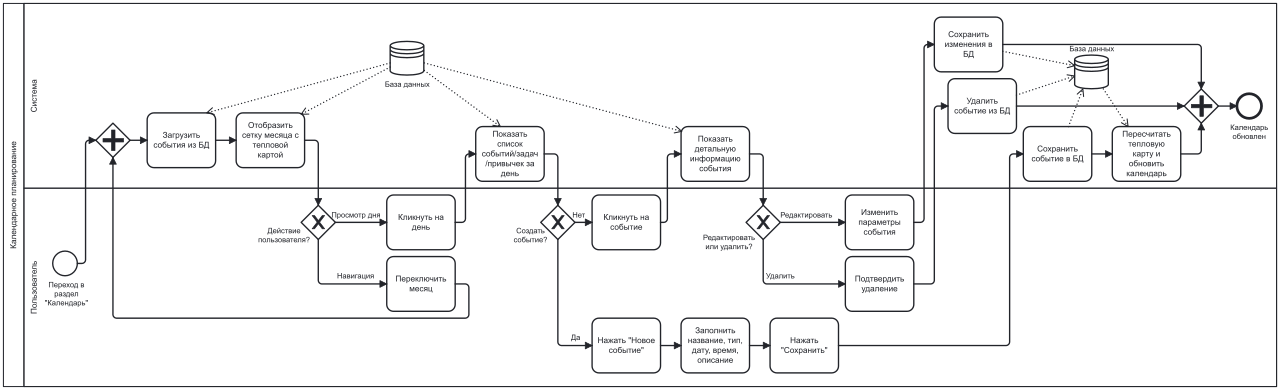 Календарное планирование
Система
Пользователь
Переход в
раздел
"Календарь"
Загрузить
события из БД
Отобразить
сетку месяца с
тепловой
картой
База данных
Действие
пользователя?
Просмотр дня
Навигация
Кликнуть на
день
Переключить
месяц
Показать
список
событий/задач
/привычек за
день
Создать
событие?
Нет
Да
Кликнуть на
событие
Нажать "Новое
событие"
Заполнить
название, тип,
дату, время,
описание
Нажать
"Сохранить"
Показать
детальную
информацию
события
Редактировать
или удалить?
Редактировать
Удалить
Изменить
параметры
события
Подтвердить
удаление
Сохранить
изменения в
БД
Удалить
событие из БД
База данных
Сохранить
событие в БД
Пересчитать
тепловую
карту и
обновить
календарь
Календарь
обновлен